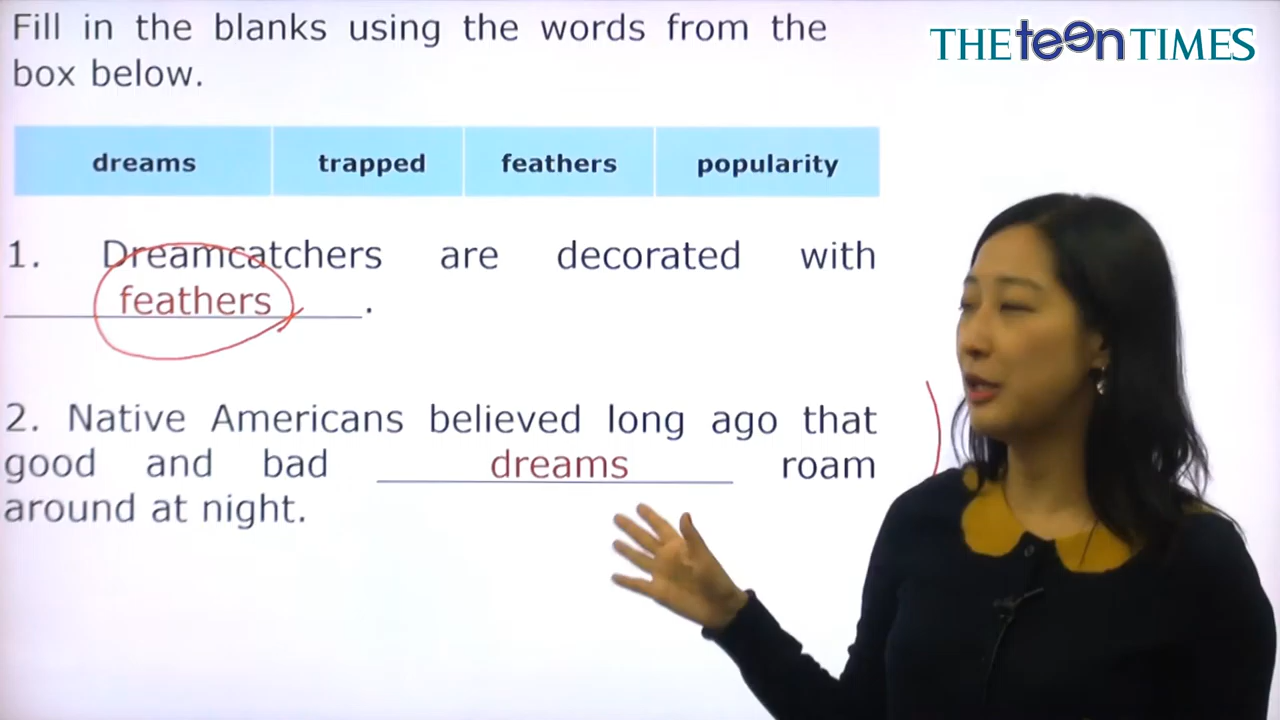 Fill in the blanks using the words from the
box below.
THE teen TIMES
dreams trapped feathers popularity
1. Dreamcatchers are decorated with
feathers.
2. Native Americans believed long ago that
good and bad dreams roam
around at night.